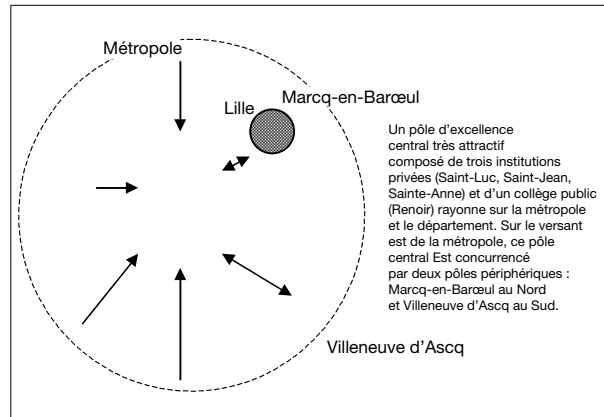 Métropole
Marcq-en-Barœul
Lille
Un pôle d'excellence
central très attractif
composé de trois institutions
privées (Saint-Luc, Saint-Jean,
Sainte-Anne) et d'un collège public
(Renoir) rayonne sur la métropole
et le département. Sur le versant
est de la métropole, ce pôle
central Est concurrencé
par deux pôles périphériques :
Marcq-en-Barœul au Nord
et Villeneuve d'Ascq au Sud.
Villeneuve d'Ascq